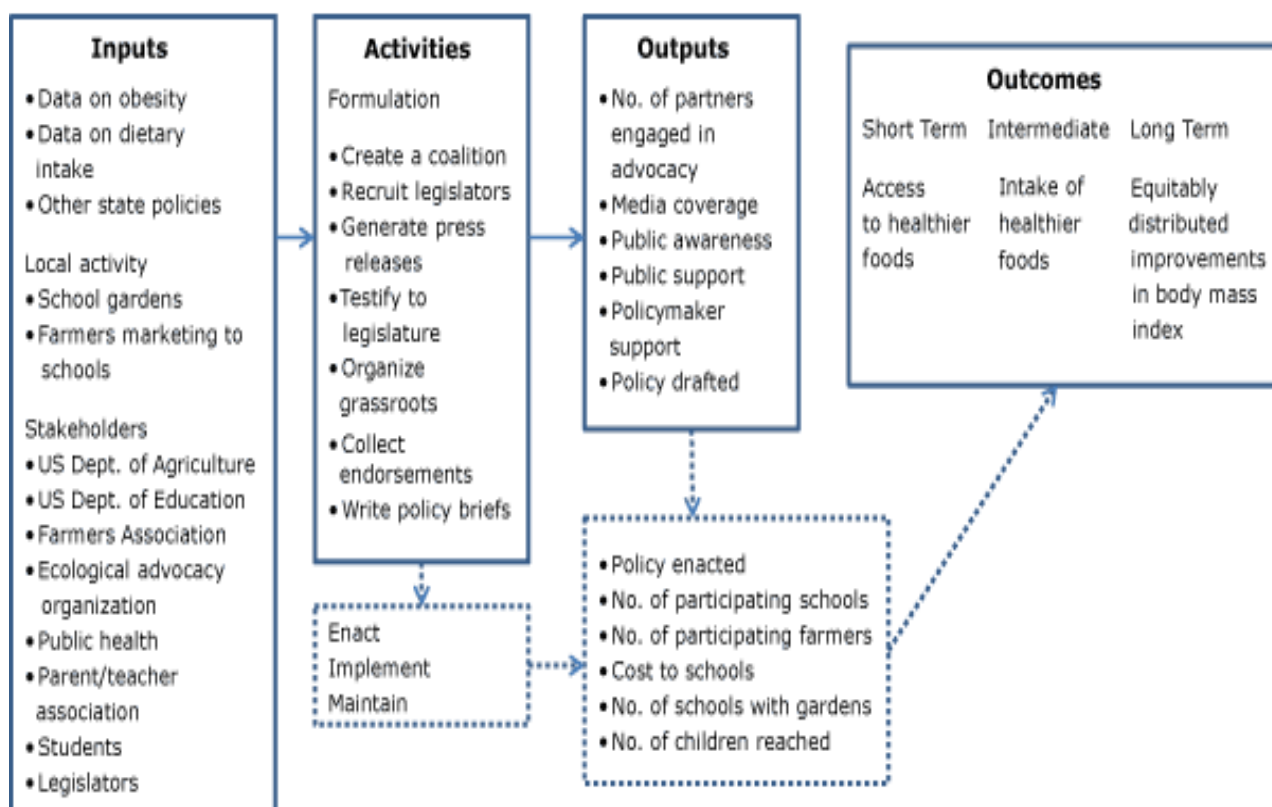 Inputs
• Data on obesity
• Data on dietary
intake
• Other state policies
Local activity
• School gardens
• Farmers marketing to
schools
Stakeholders
• US Dept. of Agriculture
• US Dept. of Education
• Farmers Association
• Ecological advocacy
organization
• Public health
• Parent/teacher
association
• Students
• Legislators
Activities
Formulation
• Create a coalition
• Recruit legislators
• Generate press
releases
• Testify to
legislature
• Organize
grassroots
• Collect
endorsements
• Write policy briefs
Enact
Implement
Maintain
Outputs
• No. of partners
engaged in
advocacy
• Media coverage
• Public awareness
• Public support
• Policymaker
support
• Policy drafted
• Policy enacted
• No. of participating schools
• No. of participating farmers
• Cost to schools
• No. of schools with gardens
• No. of children reached
Outcomes
Short Term
Access
to healthier
foods
Intermediate
Intake of
healthier
foods
Long Term
Equitably
distributed
improvements
in body mass
index